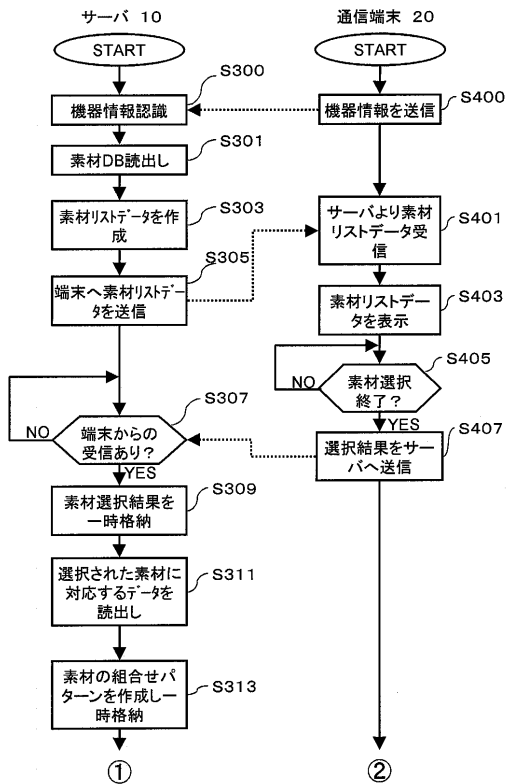 サーバ 10
START
S300
機器情報認識
S301
素材DB読出し
S303
素材リストデータを作
成
S305
端末へ素材リストデー
タを送信
S307
端末からの
受信あり?
NO
YES
S309
素材選択結果を
一時格納
S311
選択された素材に
対応するデータを
読出し
S313
素材の組合せパ
ターンを作成し一
時格納
①
通信端末 20
START
S400
機器情報を送信
S401
サーバより素材
リストデータ受
信
S403
素材リストデー
タを表示
S405
素材選択
終了?
NO
YES
S407
選択結果をサー
バへ送信
②